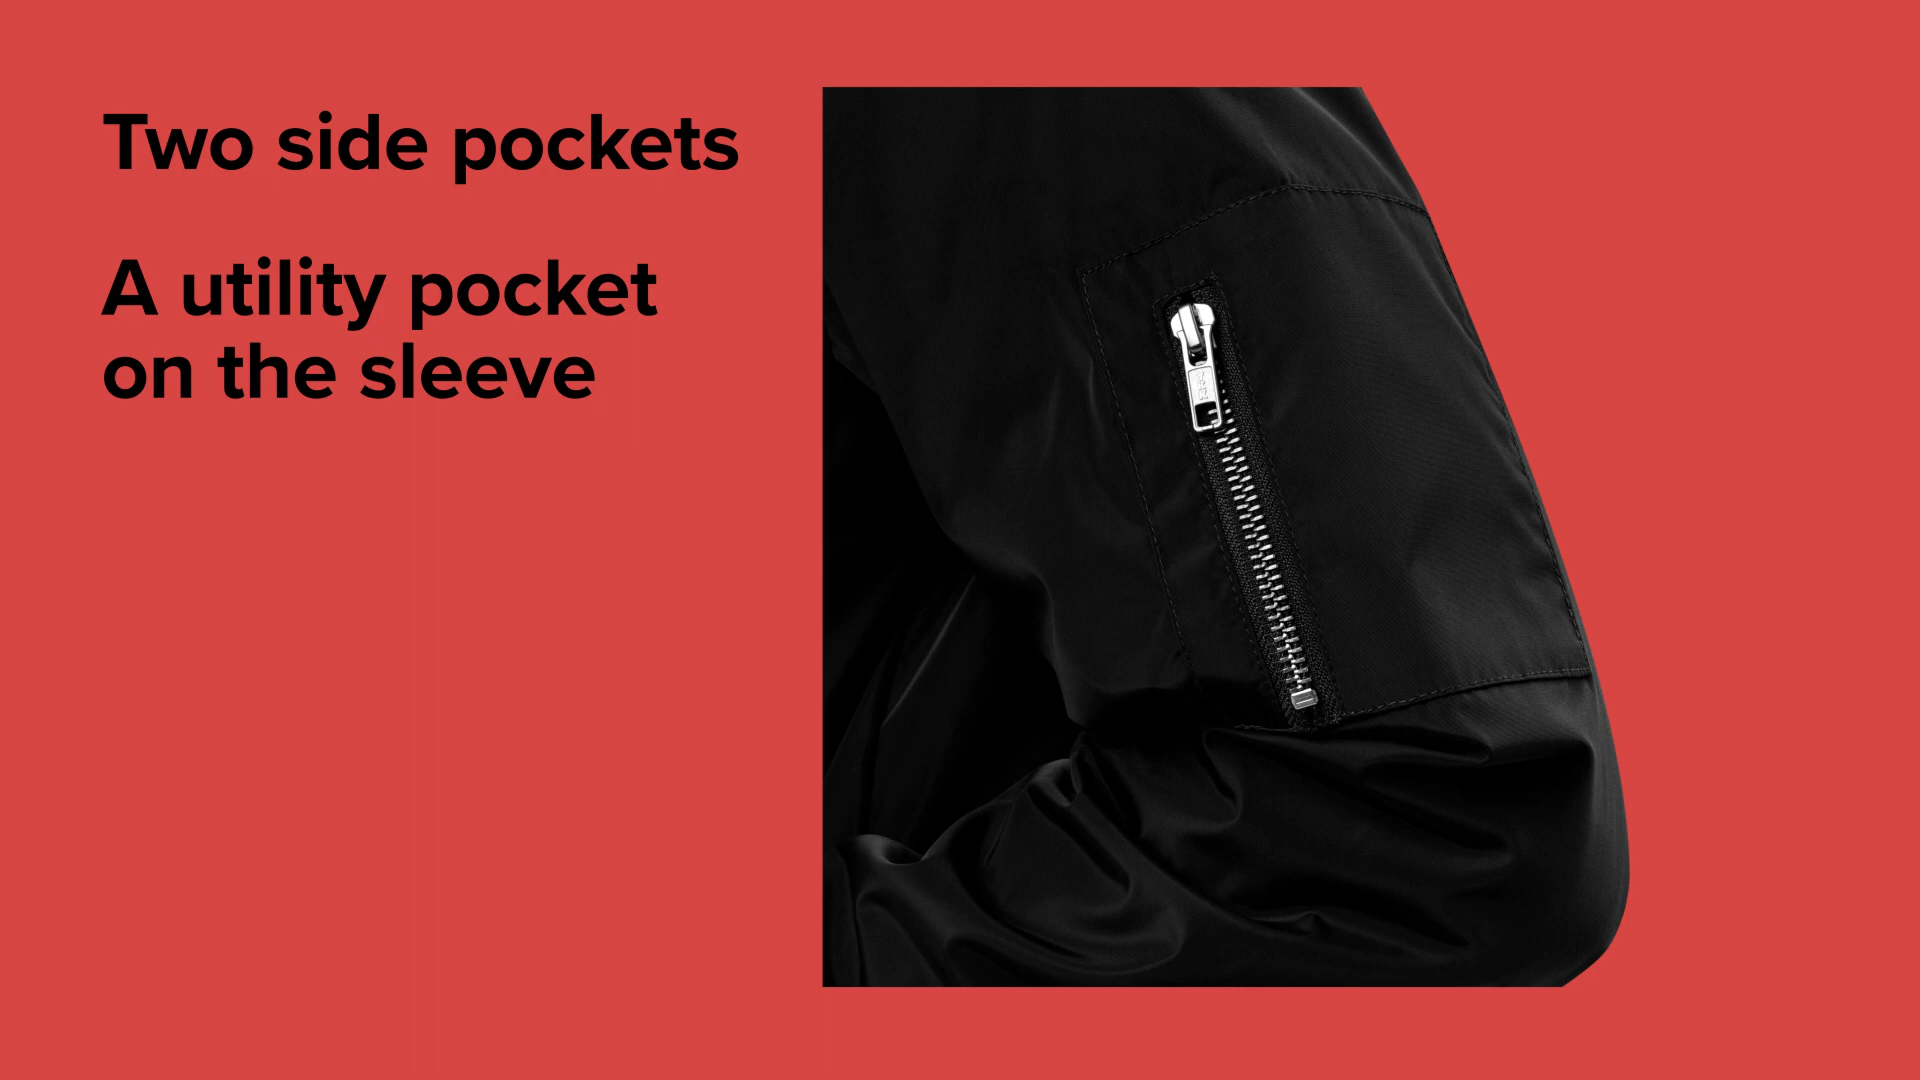 Two side pockets
A utility pocket
on the sleeve